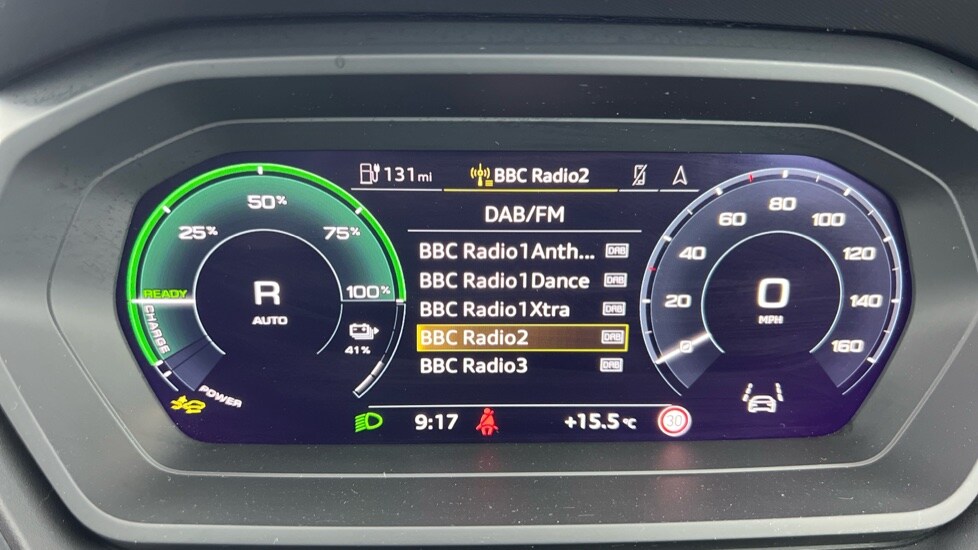 131 mi
BBC Radio2
DAB/FM
BBC Radio1Anth... DAB
BBC Radio1Dance DAB
BBC Radio1Xtra DAB
BBC Radio2 DAB
BBC Radio3 DAB
25%
50%
75%
100%
READY
CHARGE
POWER
R
AUTO
41%
0
20
40
60
80
100
120
140
160
0
MPH
9:17
+15.5 °C
30